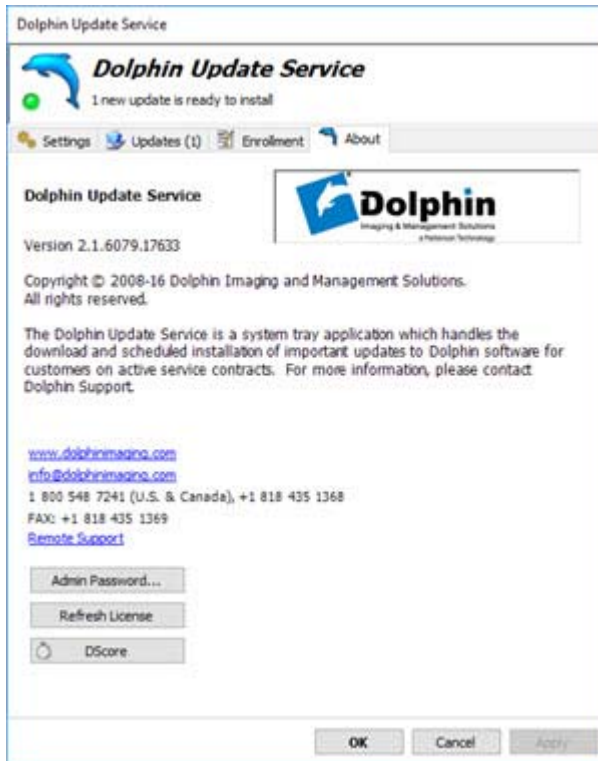 Dolphin Update Service
Dolphin Update Service
1 new update is ready to install
Settings Updates (1) Enrollment About
Dolphin Update Service
Dolphin
Imaging & Management Solutions
a Patterson Technology
Version 2.1.6079.17633
Copyright © 2008-16 Dolphin Imaging and Management Solutions.
All rights reserved.
The Dolphin Update Service is a system tray application which handles the
download and scheduled installation of important updates to Dolphin software for
customers on active service contracts. For more information, please contact
Dolphin Support.
www.dolphinimaging.com
info@dolphinimaging.com
1 800 548 7241 (U.S. & Canada), +1 818 435 1368
FAX: +1 818 435 1369
Remote Support
Admin Password...
Refresh License
DScore
OK Cancel Apply